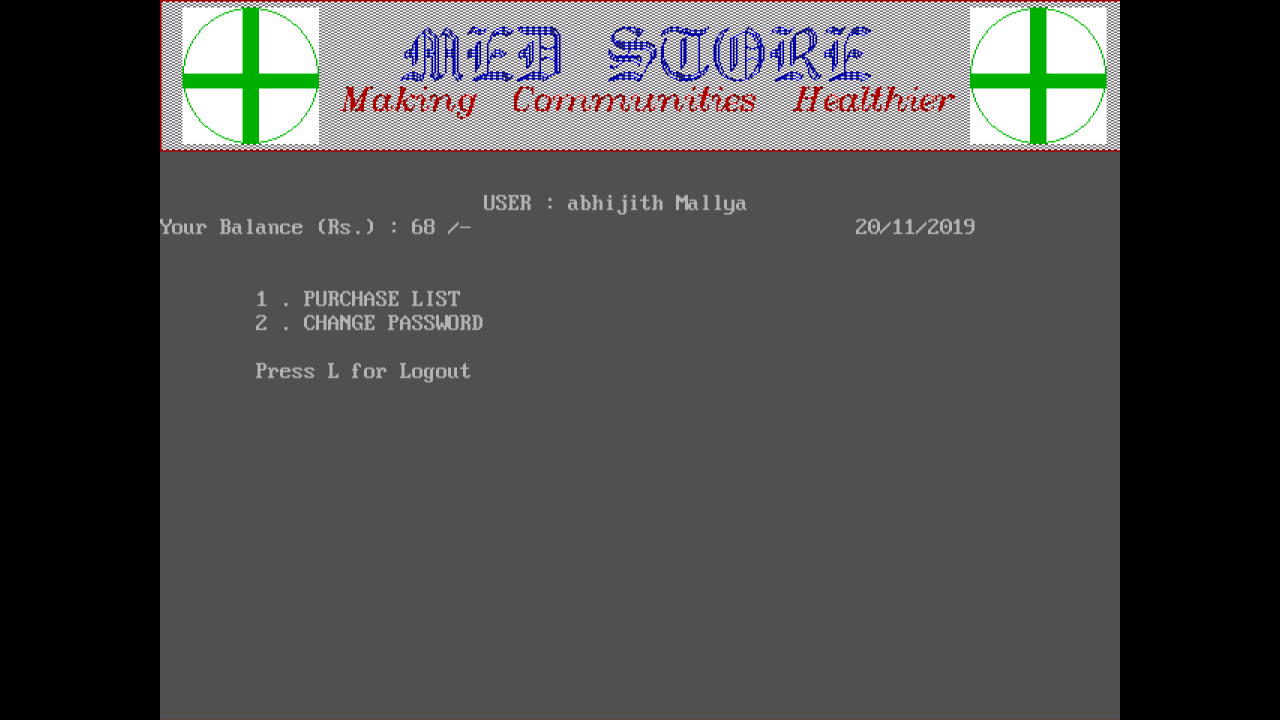 MED STORE
Making Communities Healthier
USER : abhijith Mallya
Your Balance (Rs.) : 68 /- 20/11/2019
1 . PURCHASE LIST
2 . CHANGE PASSWORD
Press L for Logout